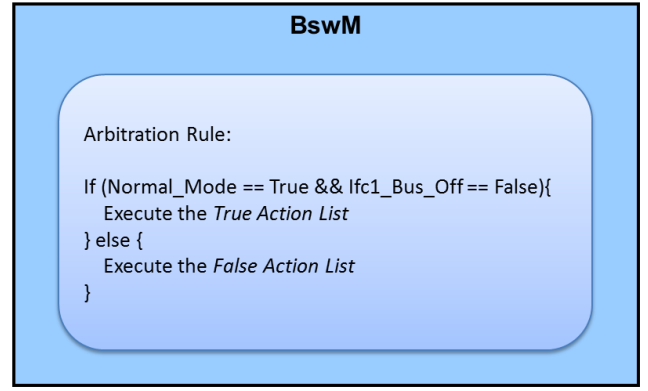 BswM
Arbitration Rule:
If (Normal_Mode == True && Ifc1_Bus_Off == False){
Execute the True Action List
} else {
Execute the False Action List
}